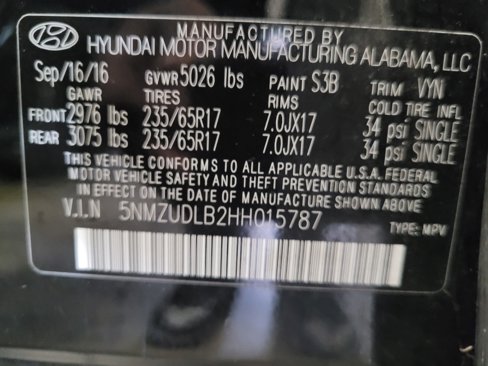 MANUFACTURED BY
HYUNDAI MOTOR MANUFACTURING ALABAMA, LLC
Sep/16/16 GVWR 5026 lbs PAINT S3B TRIM VYN
GAWR TIRES RIMS COLD TIRE INFL
FRONT 2976 lbs 235/65R17 7.0JX17 34 psi SINGLE
REAR 3075 lbs 235/65R17 7.0JX17 34 psi SINGLE
THIS VEHICLE CONFORMS TO ALL APPLICABLE U.S.A. FEDERAL
MOTOR VEHICLE SAFETY AND THEFT PREVENTION STANDARDS
IN EFFECT ON THE DATE OF MANUFACTURE SHOWN ABOVE.
V.I.N 5NMZUDLB2HH015787
TYPE: MPV